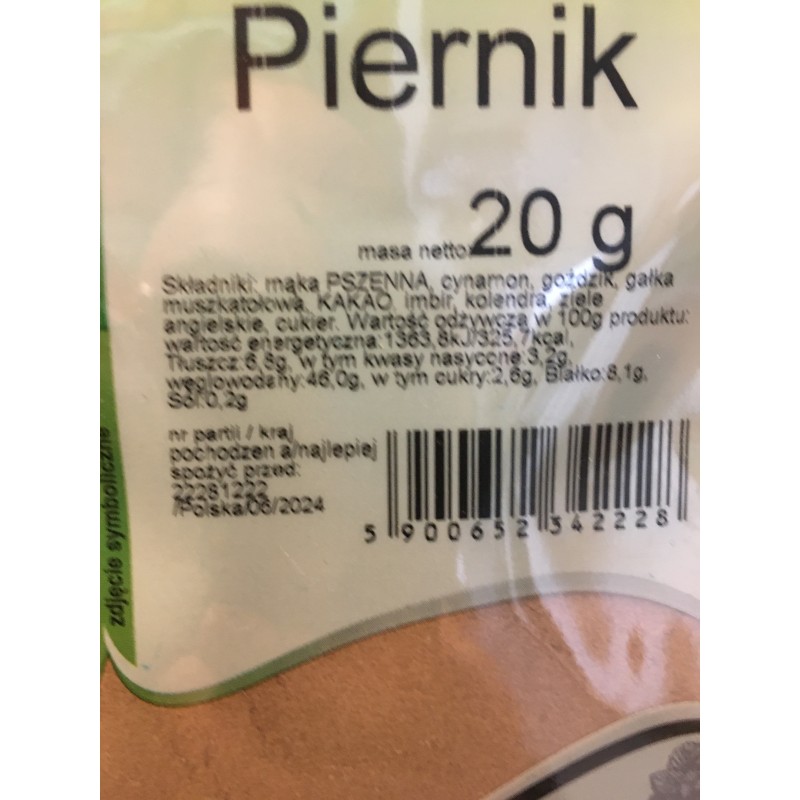 Piernik
masa netto 20 g
Składniki: mąka PSZENNA, cynamon, goździk, gałka
muszkatołowa, KAKAO, imbir, kolendra, ziele
angielskie, cukier. Wartość odżywcza w 100g produktu:
wartość energetyczna:1363,8kJ/325,7kcal,
Tłuszcz:6,8g, w tym kwasy nasycone:3,2g,
węglowodany:46,0g, w tym cukry:2,6g, Białko:8,1g,
Sól:0,2g
nr partii / kraj
pochodzen a/najlepiej
spożyć przed:
22281222
/Polska/06/2024
5 900652 342228
zdjęcie symboliczne